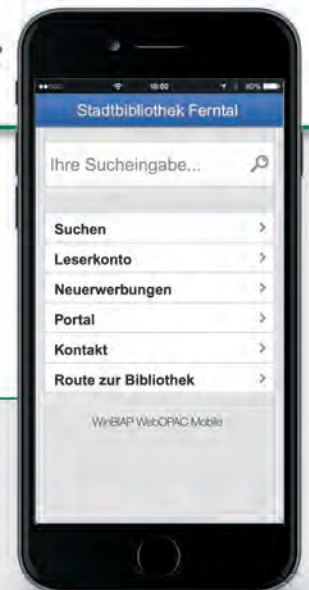 10:00 80%
Stadtbibliothek Ferntal
Ihre Sucheingabe...
Suchen
Leserkonto
Neuerwerbungen
Portal
Kontakt
Route zur Bibliothek
WinBIAP WebOPAC Mobile